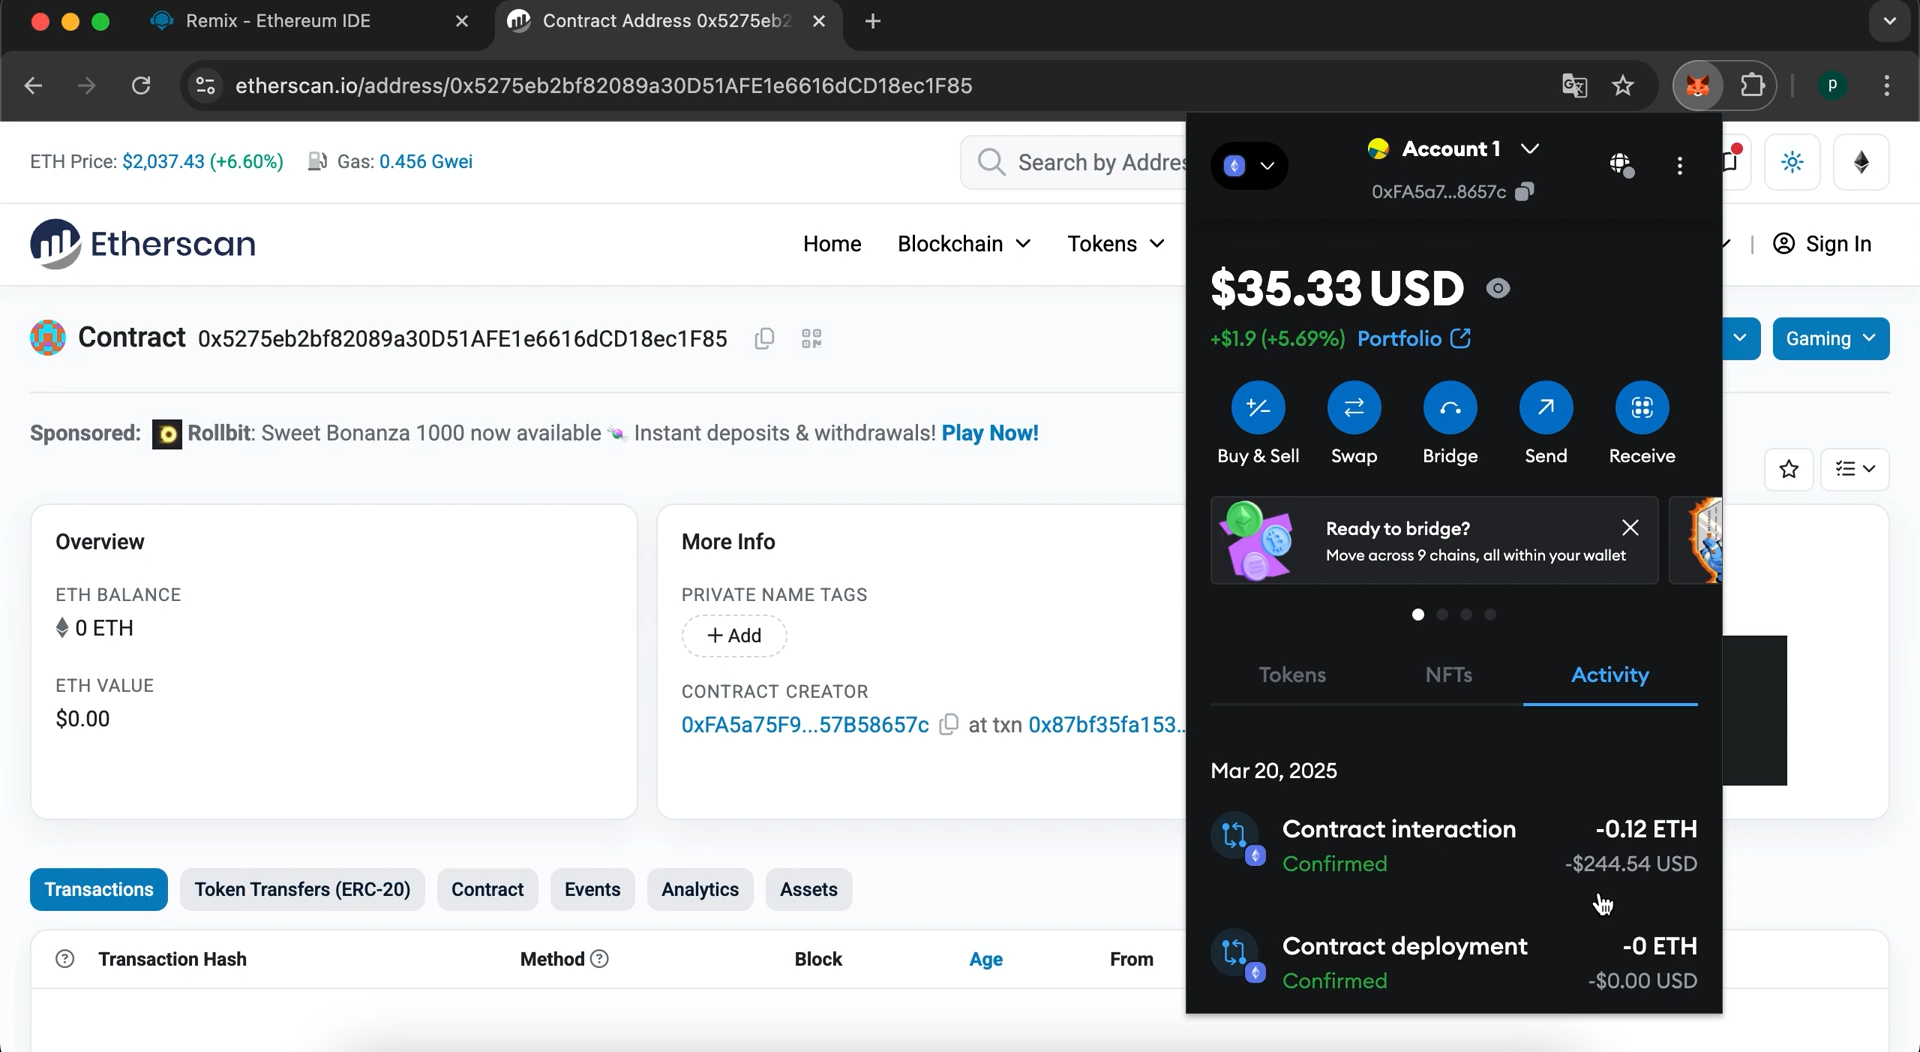 Remix - Ethereum IDE
Contract Address 0x5275eb2
etherscan.io/address/0x5275eb2bf82089a30D51AFE1e6616dCD18ec1F85
p
ETH Price: $2,037.43 (+6.60%) Gas: 0.456 Gwei
Search by Addres
Etherscan
Home Blockchain Tokens
| Sign In
Contract 0x5275eb2bf82089a30D51AFE1e6616dCD18ec1F85
Gaming
Sponsored: Rollbit: Sweet Bonanza 1000 now available Instant deposits & withdrawals! Play Now!
Overview
ETH BALANCE
0 ETH
ETH VALUE
$0.00
More Info
PRIVATE NAME TAGS
+ Add
CONTRACT CREATOR
0xFA5a75F9...57B58657c at txn 0x87bf35fa153..
Transactions Token Transfers (ERC-20) Contract Events Analytics Assets
Transaction Hash Method Block Age From
Account 1
0xFA5a7...8657c
$35.33 USD
+$1.9 (+5.69%) Portfolio
Buy & Sell Swap Bridge Send Receive
Ready to bridge?
Move across 9 chains, all within your wallet
Tokens NFTs Activity
Mar 20, 2025
Contract interaction -0.12 ETH
Confirmed -$244.54 USD
Contract deployment -0 ETH
Confirmed -$0.00 USD